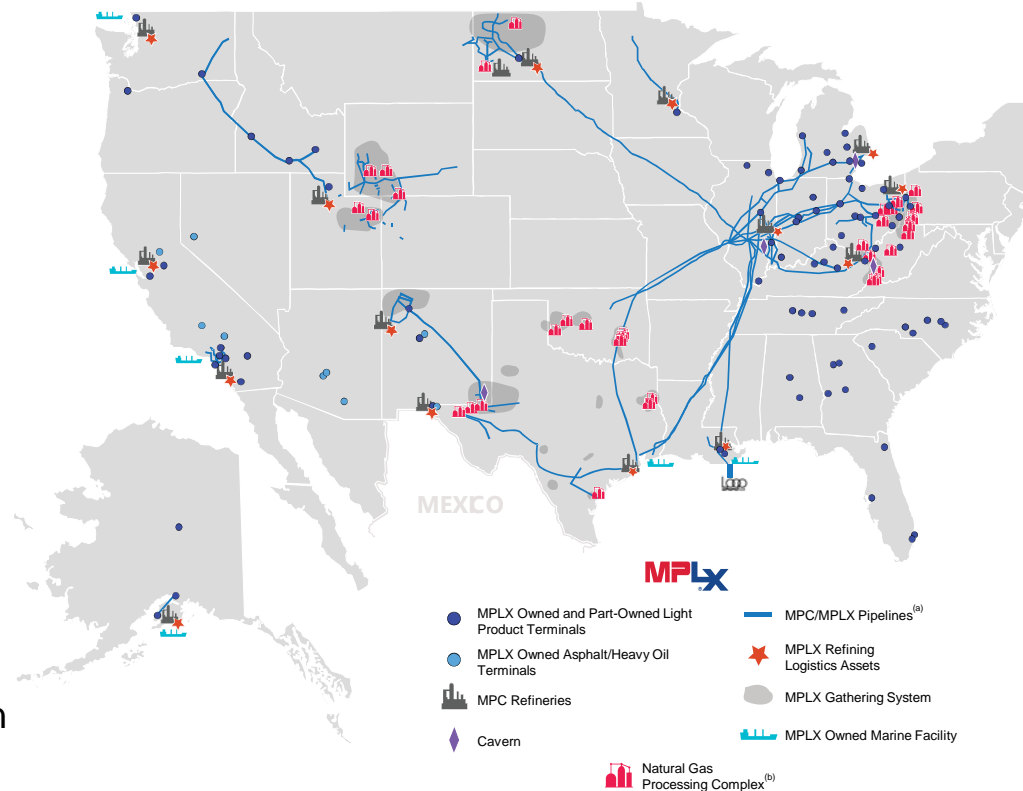 LOOP
MEXICO
MPLX
MPLX Owned and Part-Owned Light
Product Terminals
MPLX Owned Asphalt/Heavy Oil
Terminals
MPC Refineries
Cavern
MPC/MPLX Pipelines(a)
MPLX Refining
Logistics Assets
MPLX Gathering System
MPLX Owned Marine Facility
Natural Gas
Processing Complex(b)
n